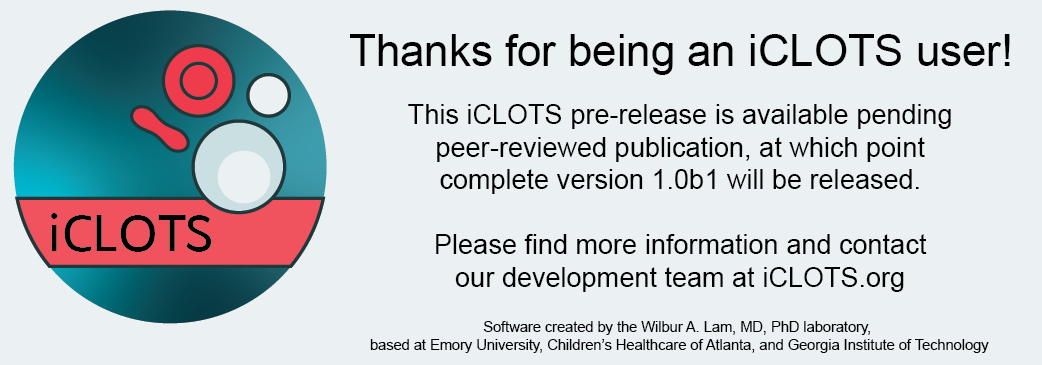 iCLOTS
Thanks for being an iCLOTS user!
This iCLOTS pre-release is available pending
peer-reviewed publication, at which point
complete version 1.0b1 will be released.
Please find more information and contact
our development team at iCLOTS.org
Software created by the Wilbur A. Lam, MD, PhD laboratory,
based at Emory University, Children’s Healthcare of Atlanta, and Georgia Institute of Technology